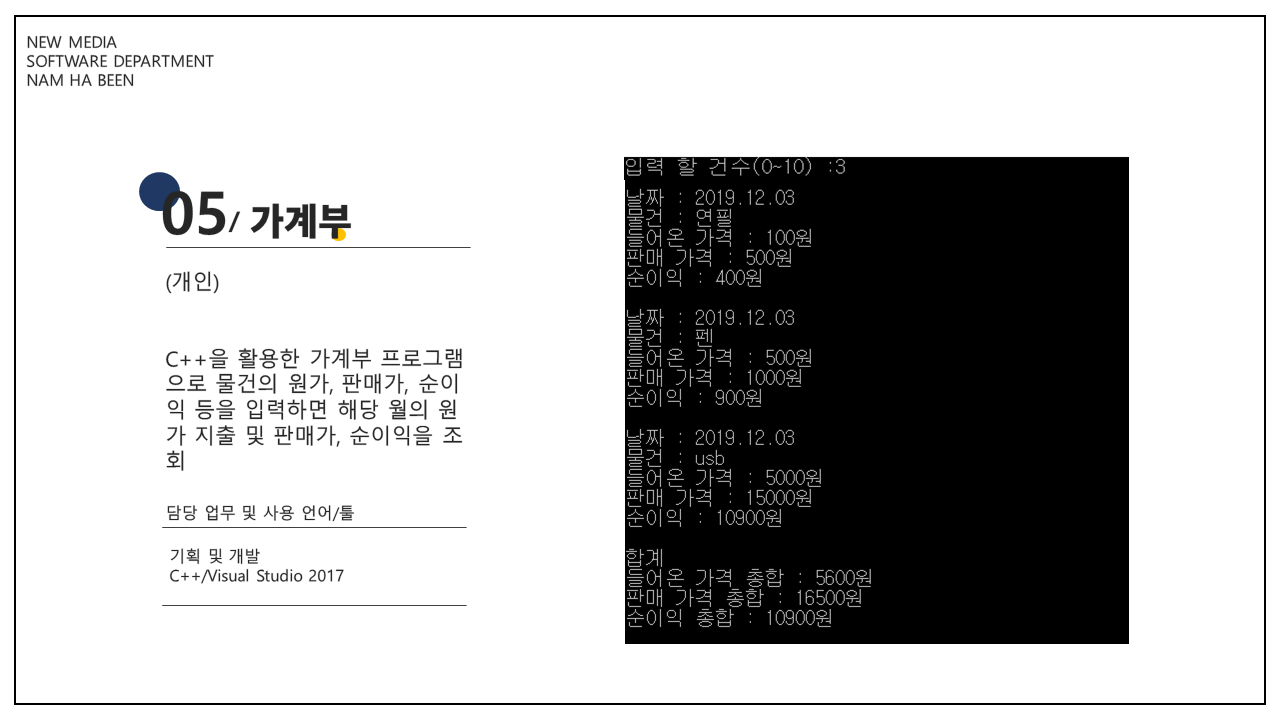 NEW MEDIA
SOFTWARE DEPARTMENT
NAM HA BEEN
05/ 가계부
(개인)
C++을 활용한 가계부 프로그램
으로 물건의 원가, 판매가, 순이
익 등을 입력하면 해당 월의 원
가 지출 및 판매가, 순이익을 조
회
담당 업무 및 사용 언어/툴
기획 및 개발
C++/Visual Studio 2017
입력 할 건수(0~10) :3
날짜 : 2019.12.03
물건 : 연필
들어온 가격 : 100원
판매 가격 : 500원
순이익 : 400원
날짜 : 2019.12.03
물건 : 펜
들어온 가격 : 500원
판매 가격 : 1000원
순이익 : 900원
날짜 : 2019.12.03
물건 : usb
들어온 가격 : 5000원
판매 가격 : 15000원
순이익 : 10900원
합계
들어온 가격 총합 : 5600원
판매 가격 총합 : 16500원
순이익 총합 : 10900원